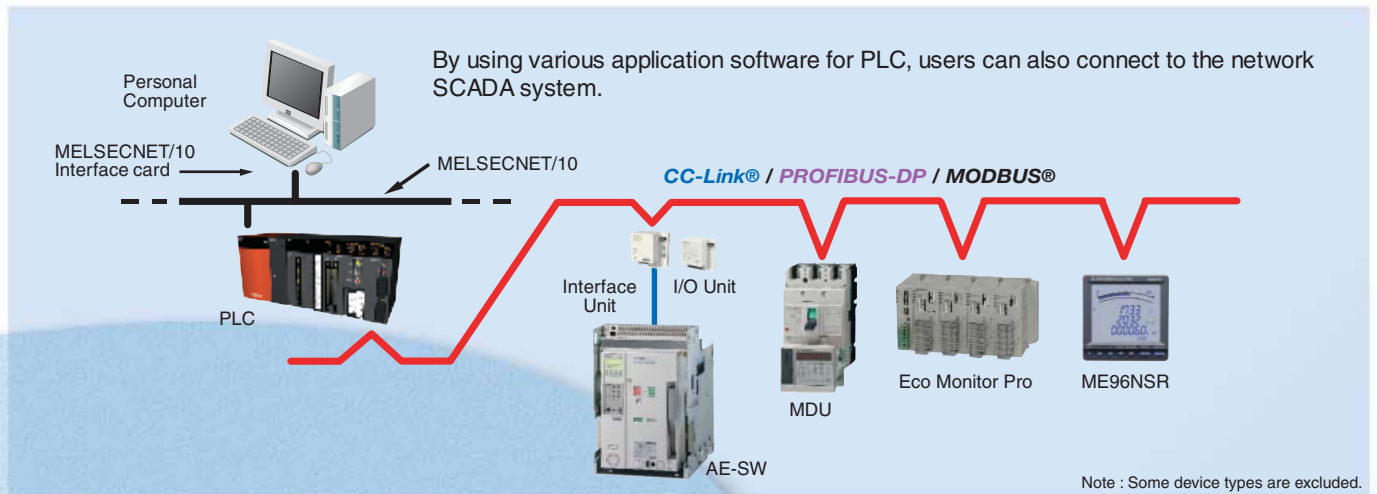 By using various application software for PLC, users can also connect to the network
SCADA system.
Personal
Computer
MELSECNET/10
Interface card
MELSECNET/10
CC-Link® / PROFIBUS-DP / MODBUS®
PLC
Interface
Unit
I/O Unit
AE-SW
MDU
Eco Monitor Pro
ME96NSR
Note : Some device types are excluded.